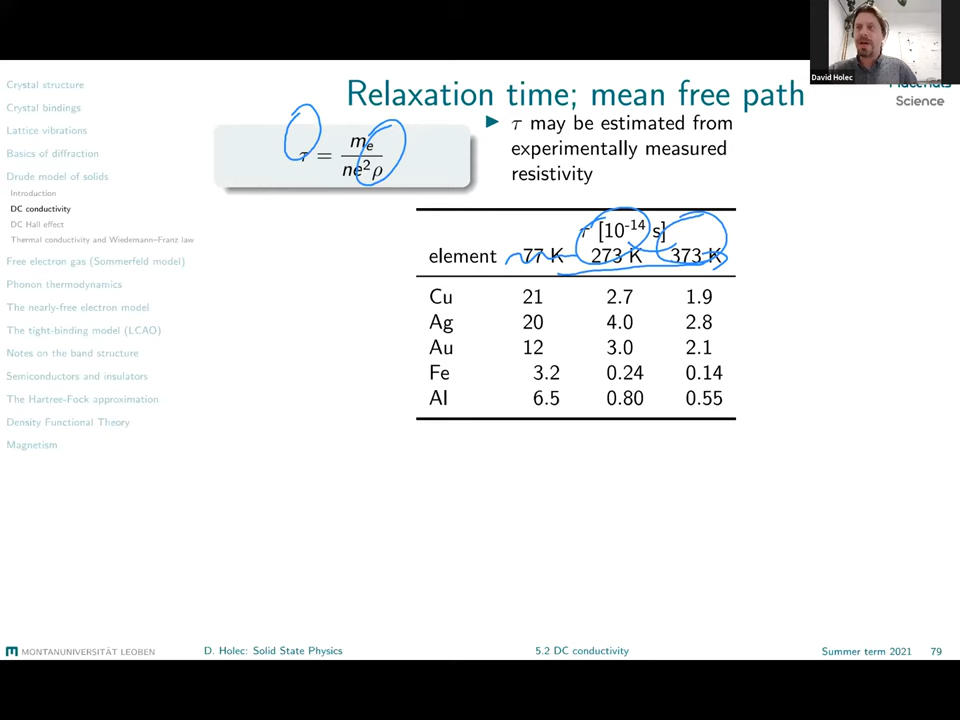 David Holec
Materials
Science
Crystal structure
Crystal bindings
Lattice vibrations
Basics of diffraction
Drude model of solids
Introduction
DC conductivity
DC Hall effect
Thermal conductivity and Wiedemann–Franz law
Free electron gas (Sommerfeld model)
Phonon thermodynamics
The nearly-free electron model
The tight-binding model (LCAO)
Notes on the band structure
Semiconductors and insulators
The Hartree-Fock approximation
Density Functional Theory
Magnetism
Relaxation time; mean free path
τ = mₑ / ne²ρ
▶ τ may be estimated from
experimentally measured
resistivity
τ [10⁻¹⁴ s]
element 77 K 273 K 373 K
Cu 21 2.7 1.9
Ag 20 4.0 2.8
Au 12 3.0 2.1
Fe 3.2 0.24 0.14
Al 6.5 0.80 0.55
MONTANUNIVERSITÄT LEOBEN D. Holec: Solid State Physics 5.2 DC conductivity Summer term 2021 79